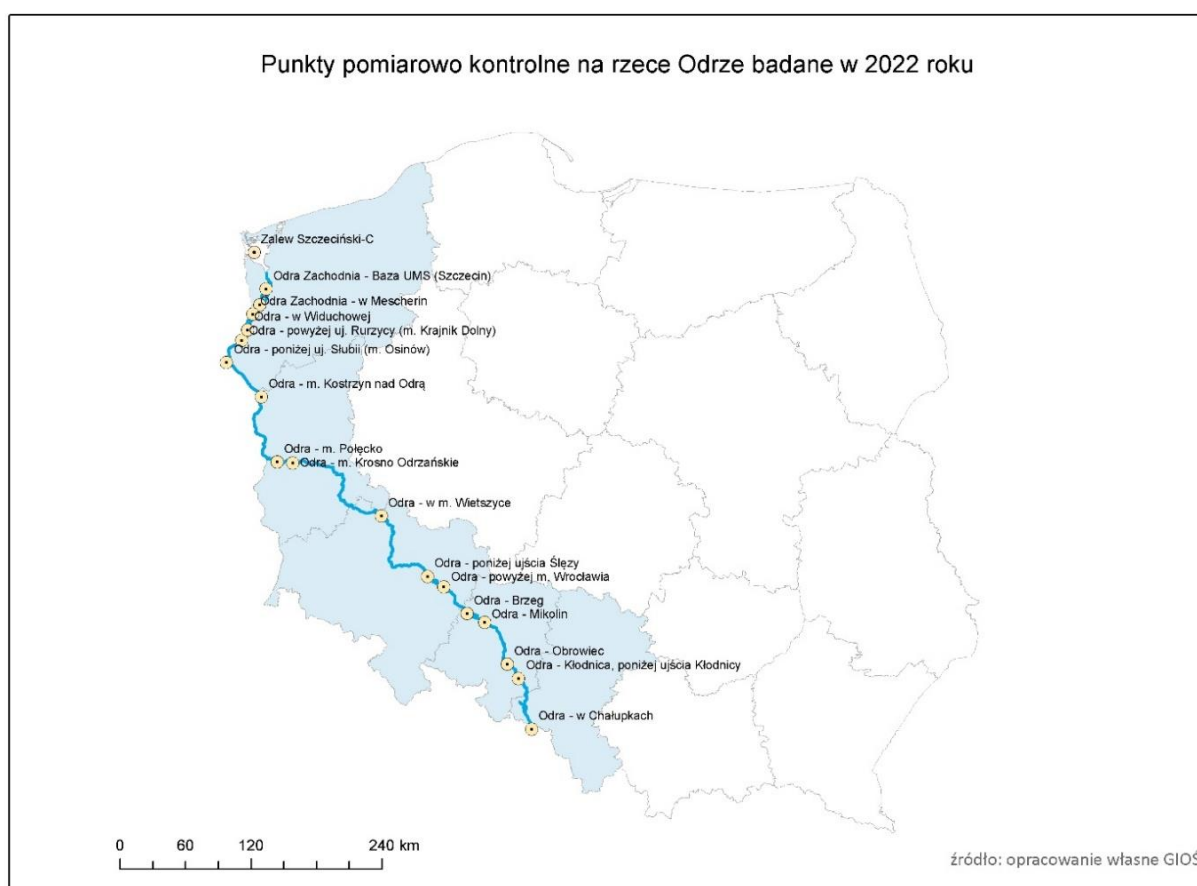 Punkty pomiarowo kontrolne na rzece Odrze badane w 2022 roku
Zalew Szczeciński-C
Odra Zachodnia - Baza UMS (Szczecin)
Odra Zachodnia - w Mescherin
Odra - w Widuchowej
Odra - powyżej uj. Rurzycy (m. Krajnik Dolny)
Odra - poniżej uj. Słubii (m. Osinów)
Odra - m. Kostrzyn nad Odrą
Odra - m. Połęcko
Odra - m. Krosno Odrzańskie
Odra - w m. Wietszyce
Odra - poniżej ujścia Ślęzy
Odra - powyżej m. Wrocławia
Odra - Brzeg
Odra - Mikolin
Odra - Obrowiec
Odra - Kłodnica, poniżej ujścia Kłodnicy
Odra - w Chałupkach
0 60 120 240 km
źródło: opracowanie własne GIOŚ